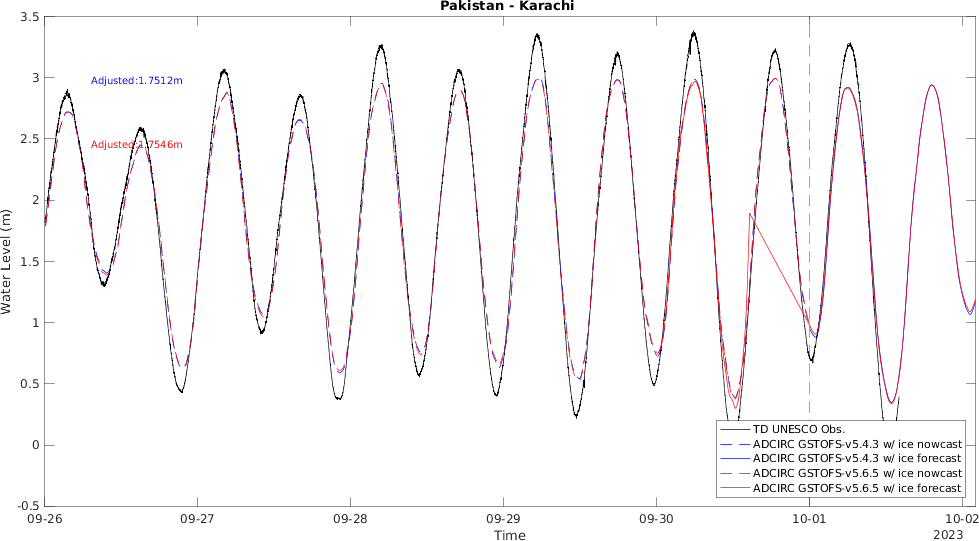 Pakistan - Karachi
3.5
3
2.5
2
1.5
1
0.5
0
-0.5
Water Level (m)
Adjusted:1.7512m
Adjusted:1.7546m
TD UNESCO Obs.
ADCIRC GSTOFS-v5.4.3 w/ ice nowcast
ADCIRC GSTOFS-v5.4.3 w/ ice forecast
ADCIRC GSTOFS-v5.6.5 w/ ice nowcast
ADCIRC GSTOFS-v5.6.5 w/ ice forecast
09-26 09-27 09-28 09-29 09-30 10-01 10-02
Time
2023